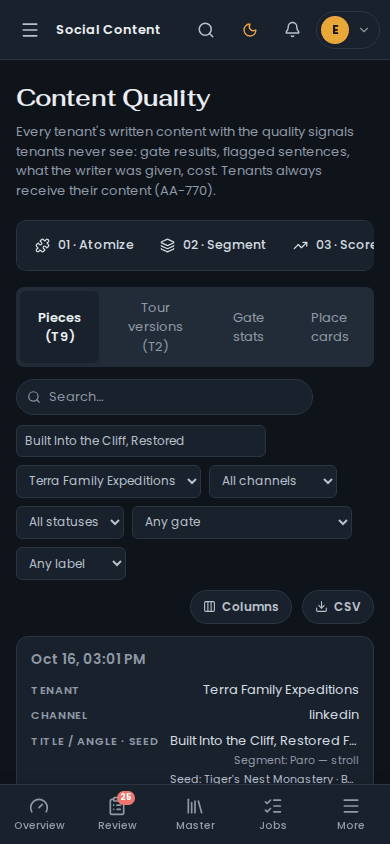 Social Content
E
Content Quality
Every tenant's written content with the quality signals
tenants never see: gate results, flagged sentences,
what the writer was given, cost. Tenants always
receive their content (AA-770).
01 · Atomize
02 · Segment
03 · Score
Pieces
(T9)
Tour
versions
(T2)
Gate
stats
Place
cards
Search...
Built Into the Cliff, Restored
Terra Family Expeditions
All channels
All statuses
Any gate
Any label
Columns
CSV
Oct 16, 03:01 PM
TENANT
Terra Family Expeditions
CHANNEL
linkedin
TITLE / ANGLE · SEED
Built Into the Cliff, Restored F...
Segment: Paro — stroll
Seed: Tiger's Nest Monastery · B...
Overview
25
Review
Master
Jobs
More